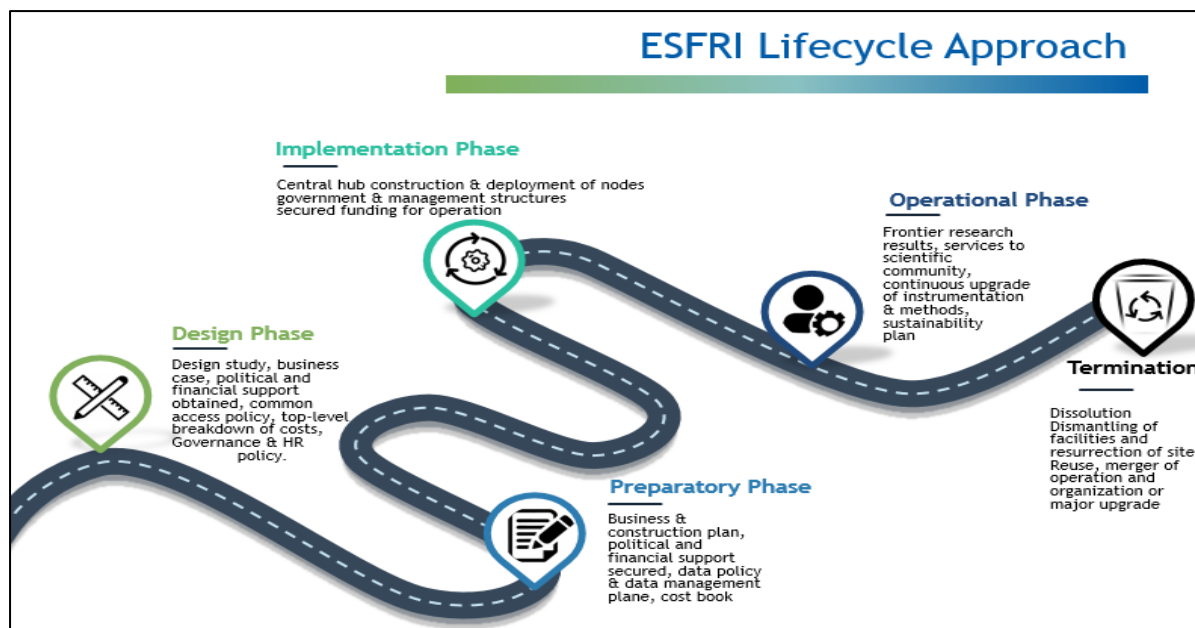 ESFRI Lifecycle Approach
Implementation Phase
Central hub construction & deployment of nodes
government & management structures
secured funding for operation
Operational Phase
Frontier research
results, services to
scientific
community,
continuous upgrade
of instrumentation
& methods,
sustainability
plan
Design Phase
Design study, business
case, political and
financial support
obtained, common
access policy, top-level
breakdown of costs,
Governance & HR
policy.
Termination
Dissolution
Dismantling of
facilities and
resurrection of site
Reuse, merger of
operation and
organization or
major upgrade
Preparatory Phase
Business &
construction plan,
political and
financial support
secured, data policy
& data management
plane, cost book